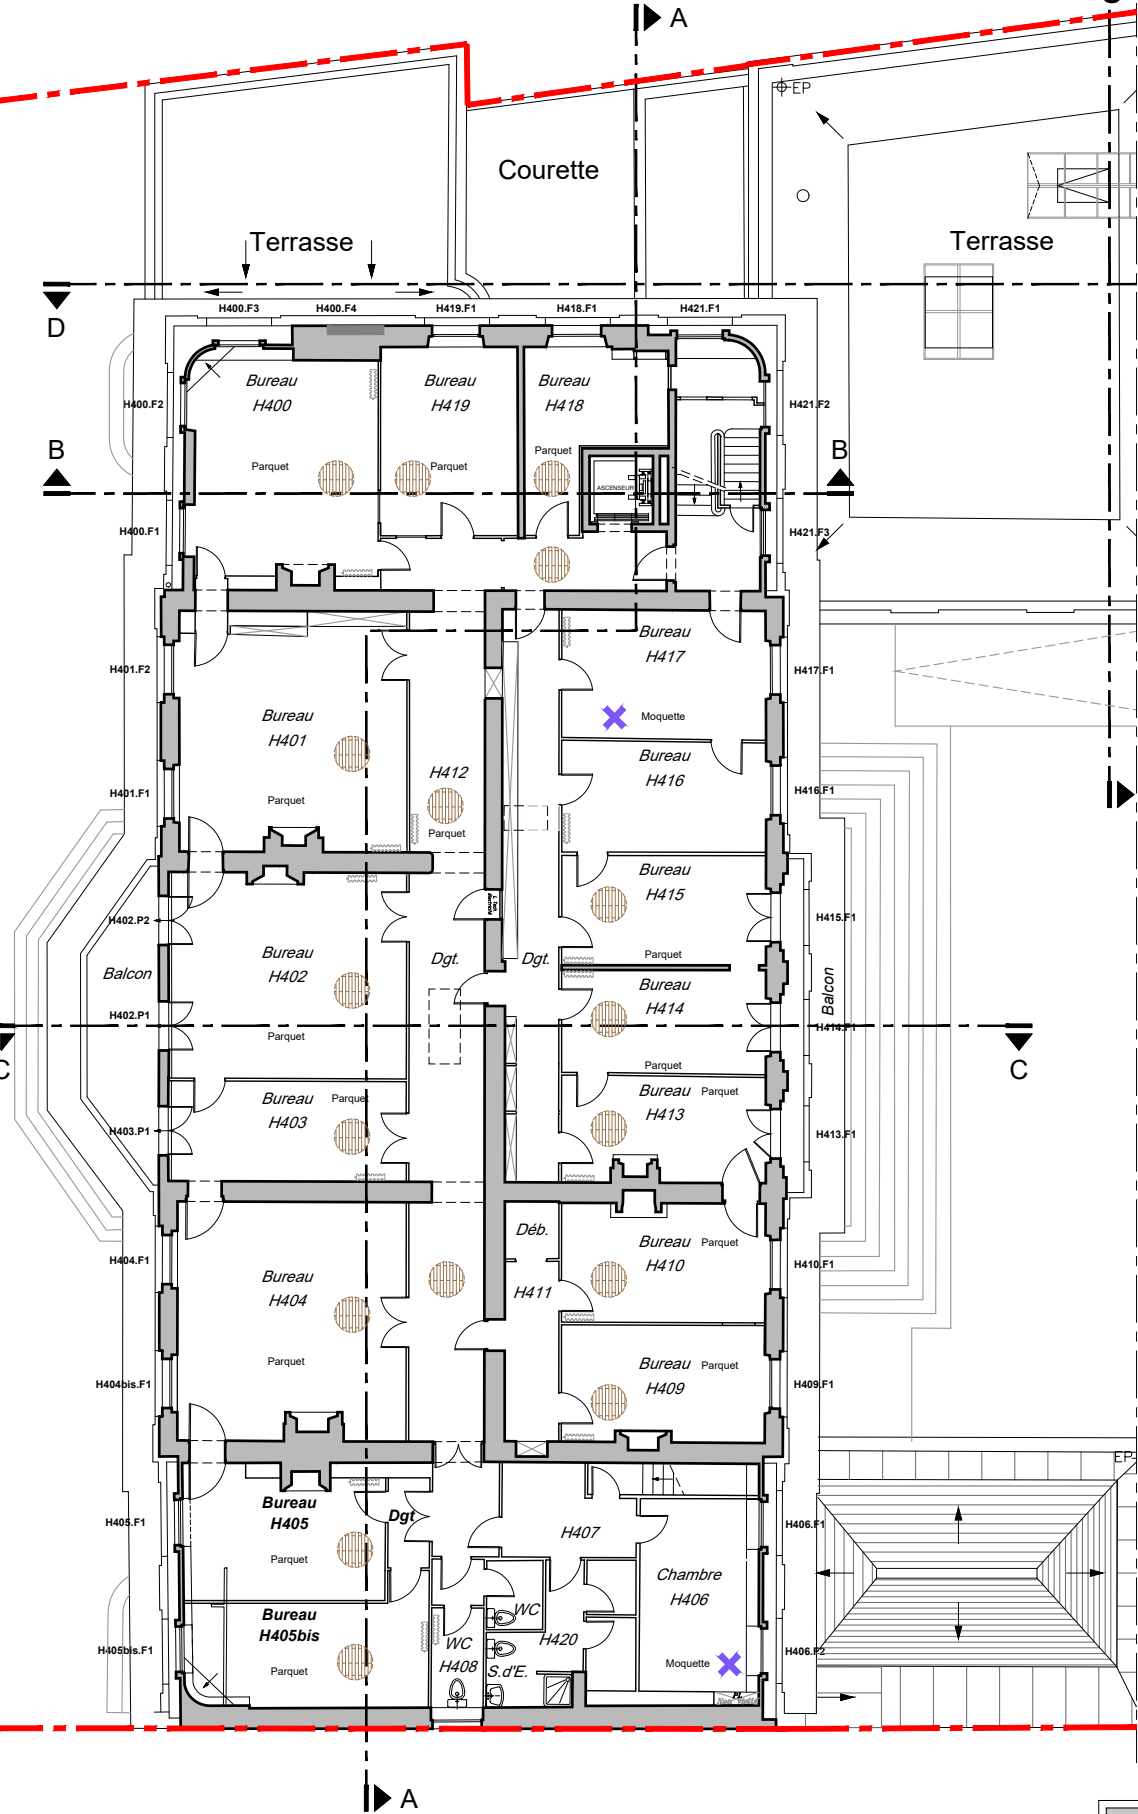 A
EP
Courette
Terrasse
Terrasse
D
H400.F3
H400.F4
H419.F1
H418.F1
H421.F1
Bureau
H400
Bureau
H419
Bureau
H418
H400.F2
H421.F2
B
Parquet
Parquet
Parquet
B
ASCENSEUR
H400.F1
H421.F3
Bureau
H417
H401.F2
H417.F1
Bureau
H401
Moquette
Bureau
H416
H412
H401.F1
Parquet
H416.F1
Parquet
Bureau
H415
H402.P2
H415.F1
Bureau
H402
Balcon
Dgt.
Dgt.
Parquet
Bureau
H414
Balcon
H402.P1
H414.F1
Parquet
Parquet
C
C
Bureau
H403
Parquet
Bureau
H413
Parquet
H403.P1
H413.F1
Déb.
Bureau
H410
Parquet
H404.F1
H410.F1
Bureau
H404
H411
Parquet
Bureau
H409
Parquet
H404bis.F1
H409.F1
EP
Bureau
H405
Dgt
H405.F1
H407
H406.F1
Parquet
Chambre
H406
Bureau
H405bis
WC
H405bis.F1
WC
H408
H420
H406.F2
Parquet
S.d'E.
Moquette
PL
A